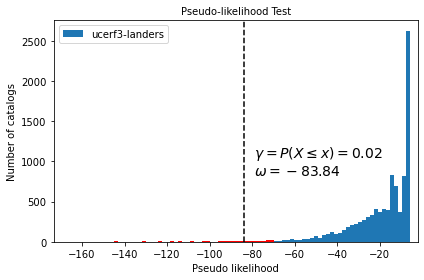 Pseudo-likelihood Test
ucerf3-landers
Number of catalogs
2500
2000
1500
1000
500
0
γ = P(X ≤ x) = 0.02
ω = −83.84
−160 −140 −120 −100 −80 −60 −40 −20
Pseudo likelihood